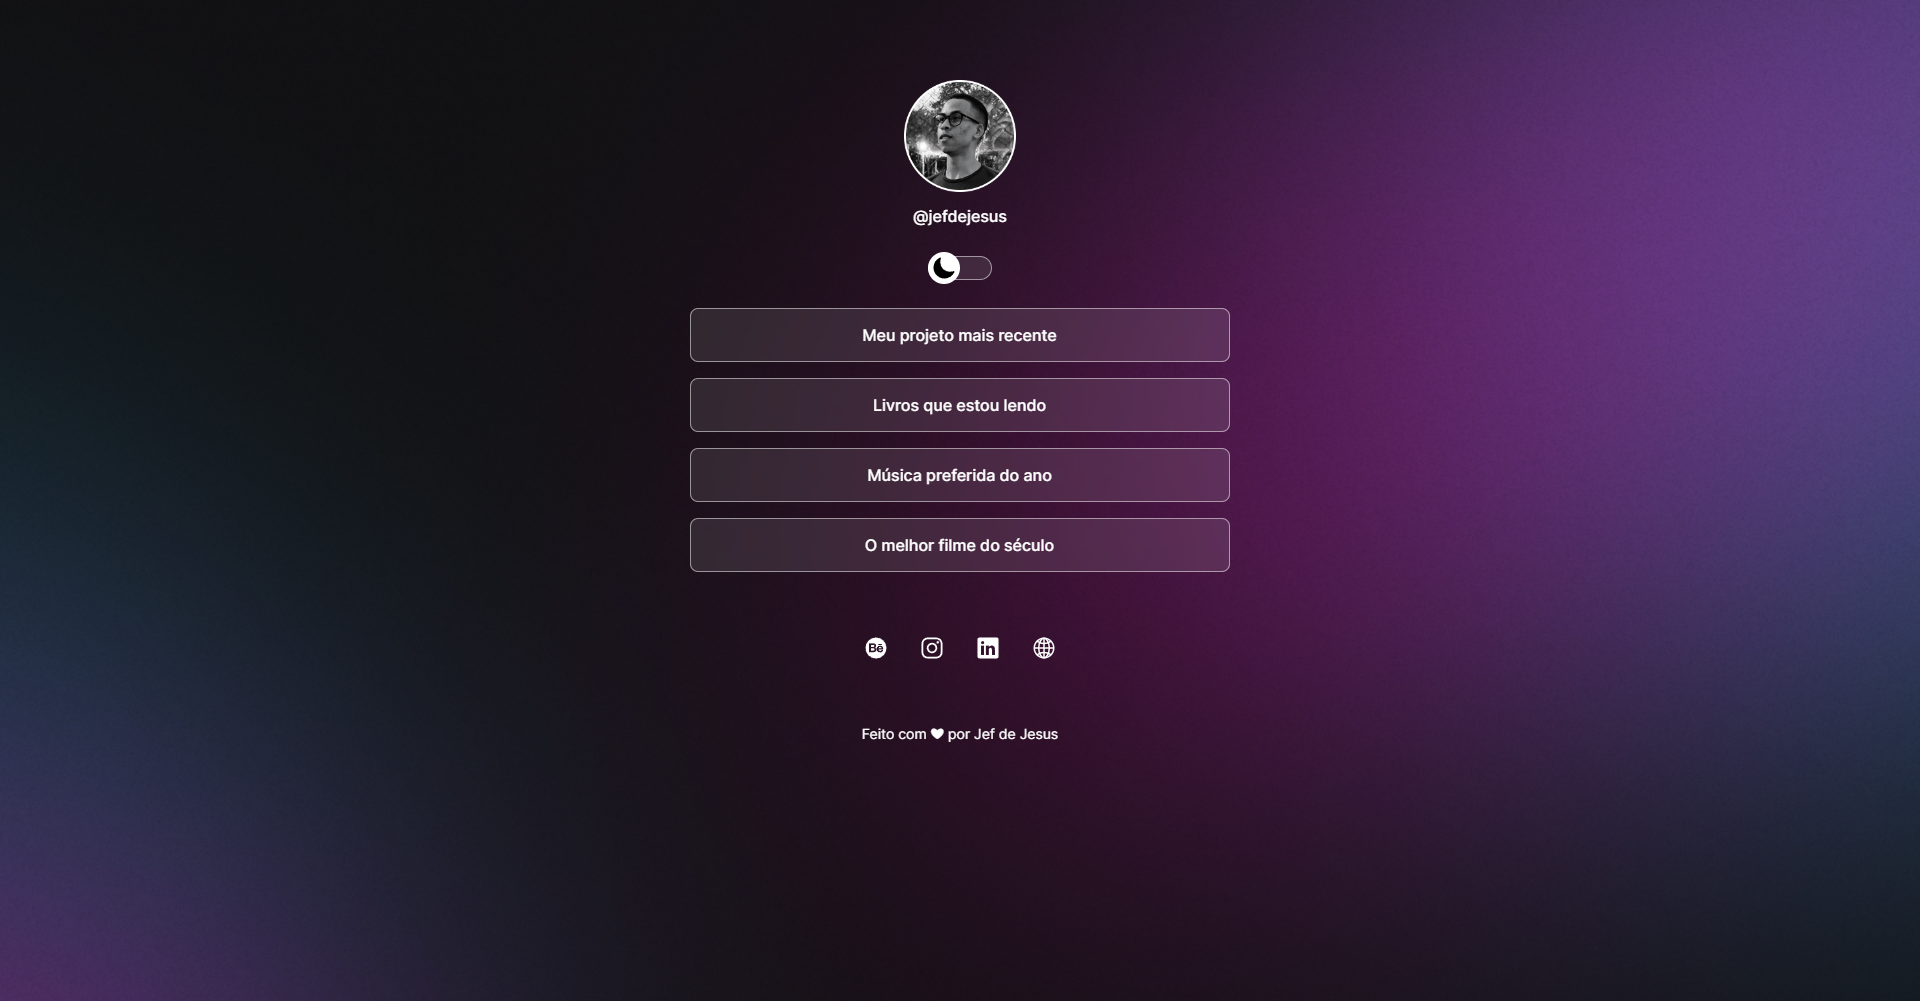 @jefdejesus
Meu projeto mais recente
Livros que estou lendo
Música preferida do ano
O melhor filme do século
Bē in
Feito com ♥ por Jef de Jesus